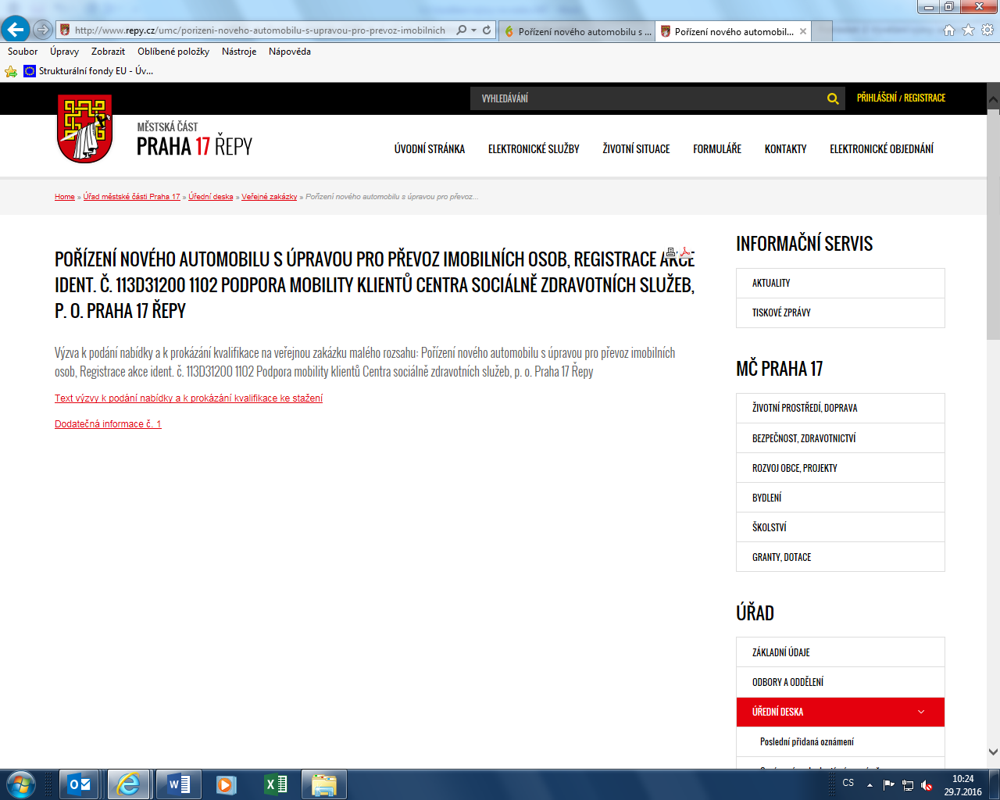 http://www.repy.cz/umc/porizeni-noveho-automobilu-s-upravou-pro-prevoz-imobilnich
Pořízení nového automobilu s ...
Pořízení nového automobil...
Soubor Úpravy Zobrazit Oblíbené položky Nástroje Nápověda
Strukturální fondy EU - Úv...
VYHLEDÁVÁNÍ
PŘIHLÁŠENÍ / REGISTRACE
MĚSTSKÁ ČÁST
PRAHA 17 ŘEPY
ÚVODNÍ STRÁNKA ELEKTRONICKÉ SLUŽBY ŽIVOTNÍ SITUACE FORMULÁŘE KONTAKTY ELEKTRONICKÉ OBJEDNÁNÍ
Home » Úřad městské části Praha 17 » Úřední deska » Veřejné zakázky » Pořízení nového automobilu s úpravou pro převoz...
POŘÍZENÍ NOVÉHO AUTOMOBILU S ÚPRAVOU PRO PŘEVOZ IMOBILNÍCH OSOB, REGISTRACE AKCE
IDENT. Č. 113D31200 1102 PODPORA MOBILITY KLIENTŮ CENTRA SOCIÁLNĚ ZDRAVOTNÍCH SLUŽEB,
P. O. PRAHA 17 ŘEPY
Výzva k podání nabídky a k prokázání kvalifikace na veřejnou zakázku malého rozsahu: Pořízení nového automobilu s úpravou pro převoz imobilních
osob, Registrace akce ident. č. 113D31200 1102 Podpora mobility klientů Centra sociálně zdravotních služeb, p. o. Praha 17 Řepy
Text výzvy k podání nabídky a k prokázání kvalifikace ke stažení
Dodatečná informace č. 1
INFORMAČNÍ SERVIS
AKTUALITY
TISKOVÉ ZPRÁVY
MČ PRAHA 17
ŽIVOTNÍ PROSTŘEDÍ, DOPRAVA
BEZPEČNOST, ZDRAVOTNICTVÍ
ROZVOJ OBCE, PROJEKTY
BYDLENÍ
ŠKOLSTVÍ
GRANTY, DOTACE
ÚŘAD
ZÁKLADNÍ ÚDAJE
ODBORY A ODDĚLENÍ
ÚŘEDNÍ DESKA
Poslední přidaná oznámení
CS
10:24
29.7.2016